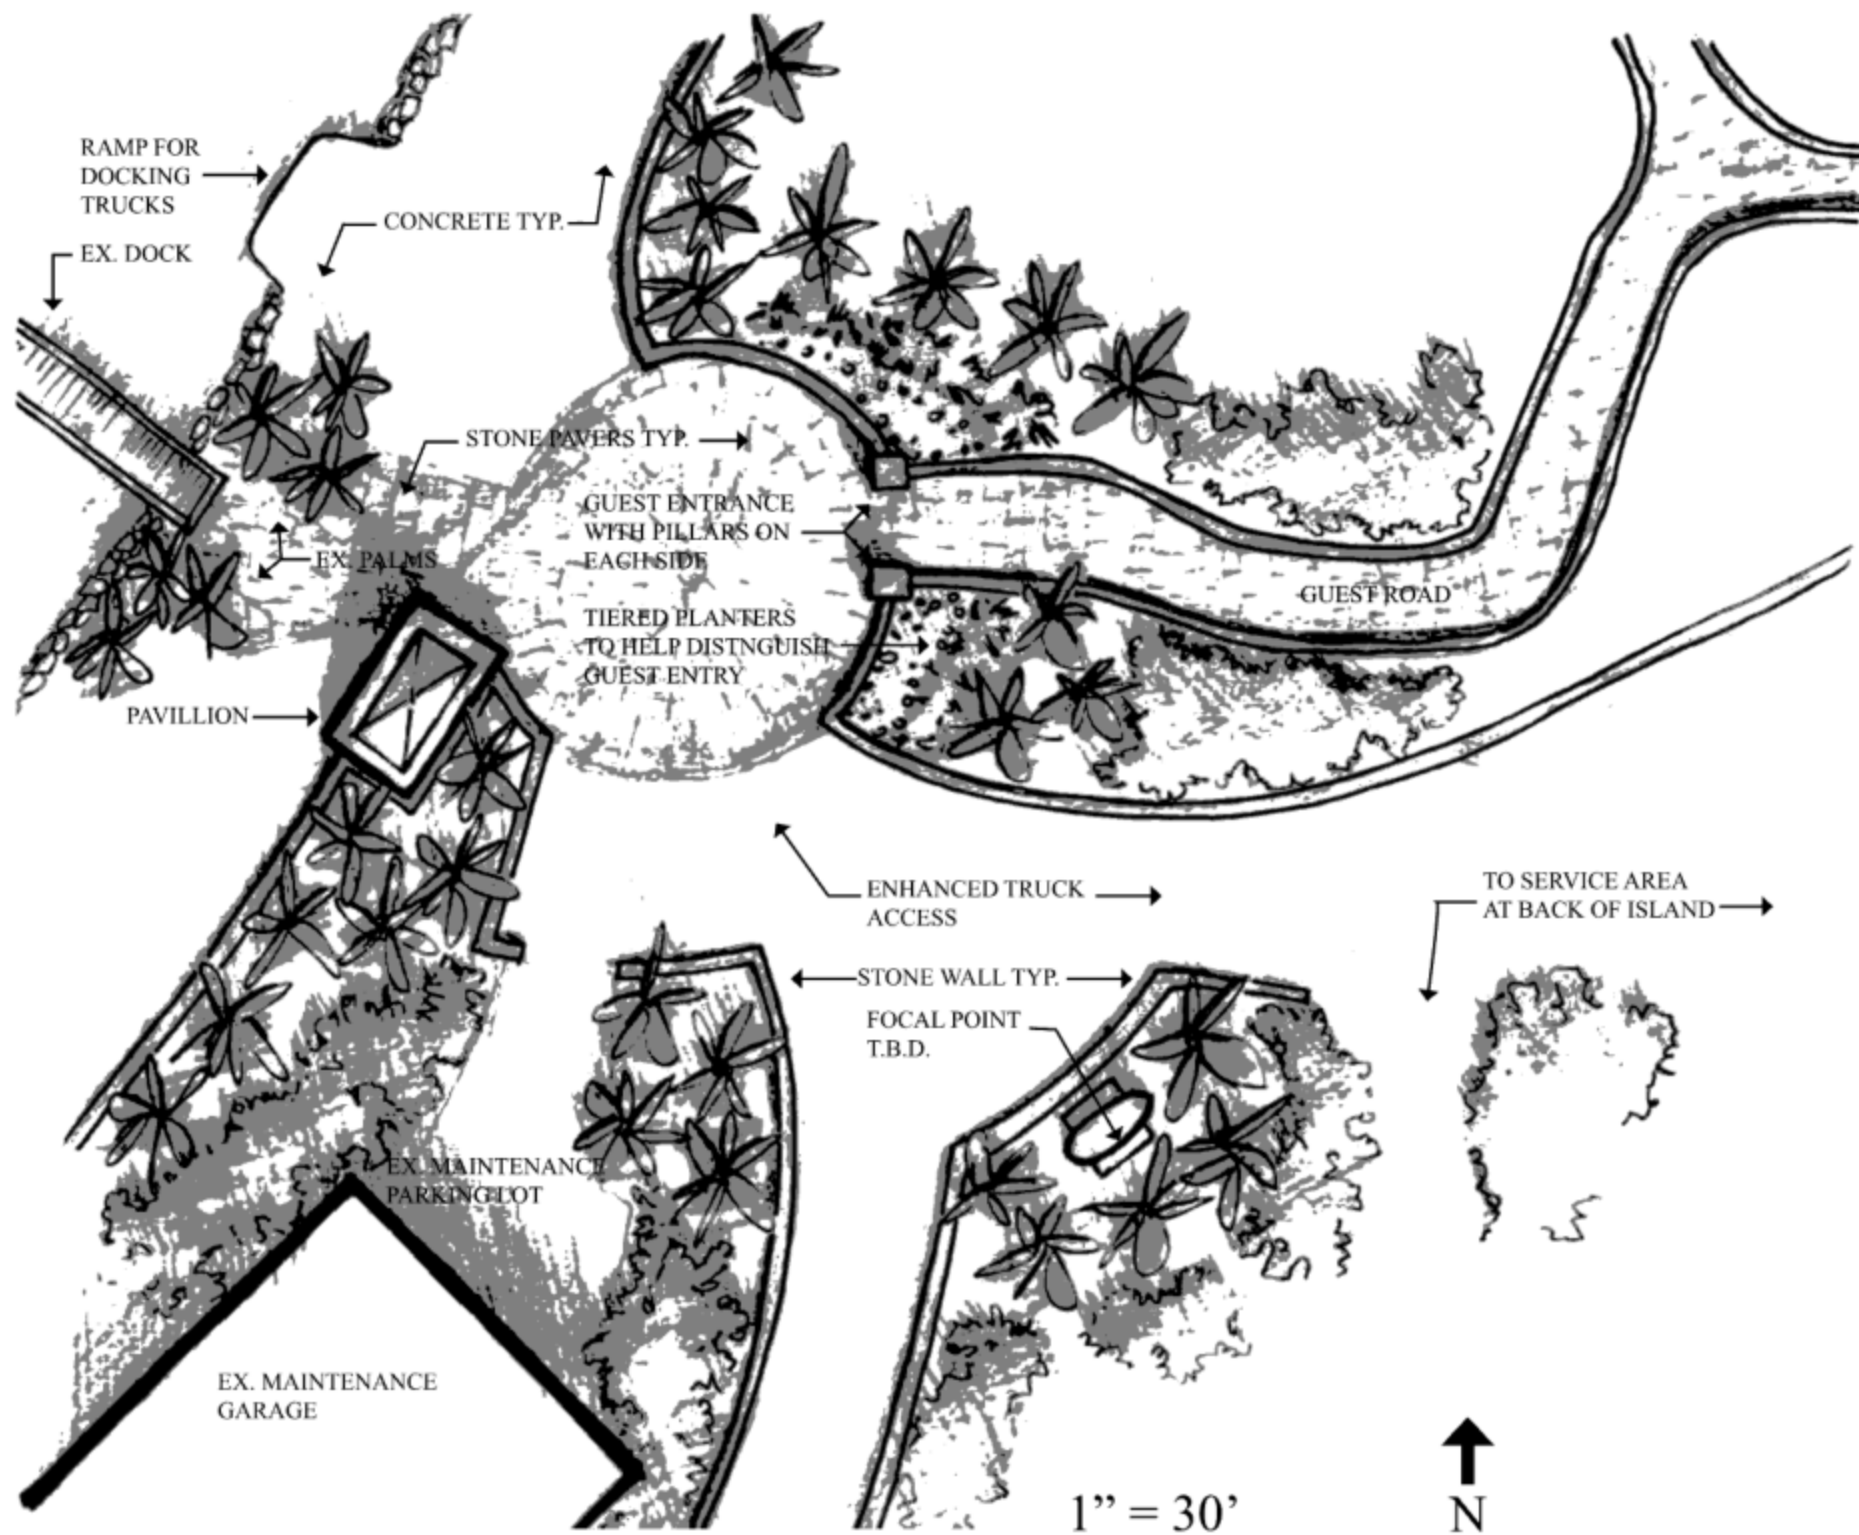 RAMP FOR
DOCKING
TRUCKS
CONCRETE TYP.
EX. DOCK
STONE PAVERS TYP.
GUEST ENTRANCE
WITH PILLARS ON
EACH SIDE
EX. PALMS
GUEST ROAD
TIERED PLANTERS
TO HELP DISTNGUISH
GUEST ENTRY
PAVILLION
ENHANCED TRUCK
ACCESS
TO SERVICE AREA
AT BACK OF ISLAND
STONE WALL TYP.
FOCAL POINT
T.B.D.
EX. MAINTENANCE
PARKING LOT
EX. MAINTENANCE
GARAGE
1” = 30’
N